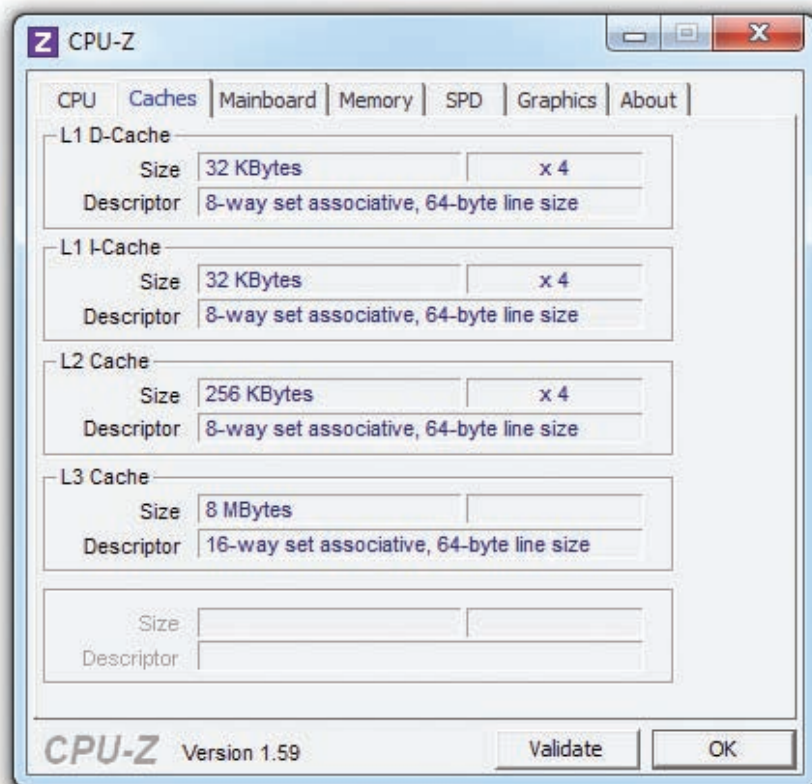 Z CPU-Z
CPU Caches Mainboard Memory SPD Graphics About
L1 D-Cache
Size 32 KBytes x 4
Descriptor 8-way set associative, 64-byte line size
L1 I-Cache
Size 32 KBytes x 4
Descriptor 8-way set associative, 64-byte line size
L2 Cache
Size 256 KBytes x 4
Descriptor 8-way set associative, 64-byte line size
L3 Cache
Size 8 MBytes
Descriptor 16-way set associative, 64-byte line size
Size
Descriptor
CPU-Z Version 1.59 Validate OK